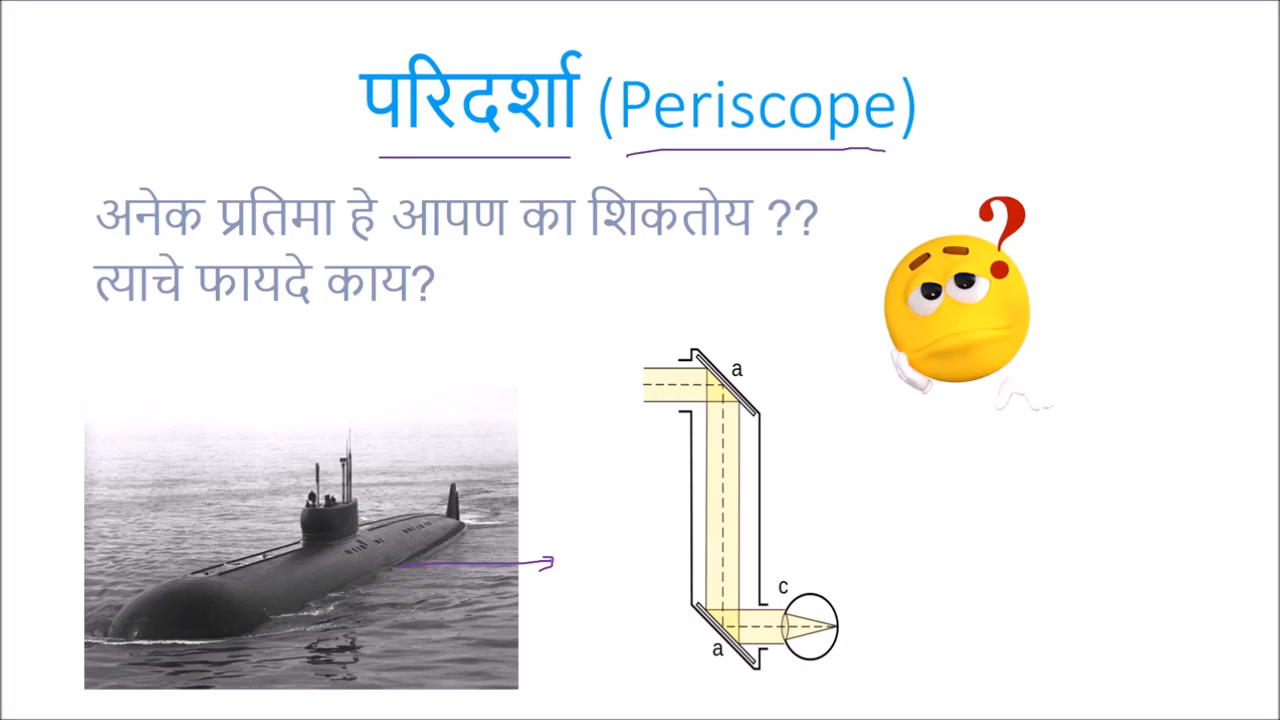 परिदर्शा (Periscope)
अनेक प्रतिमा हे आपण का शिकतोय ??
त्याचे फायदे काय?
a
c
a